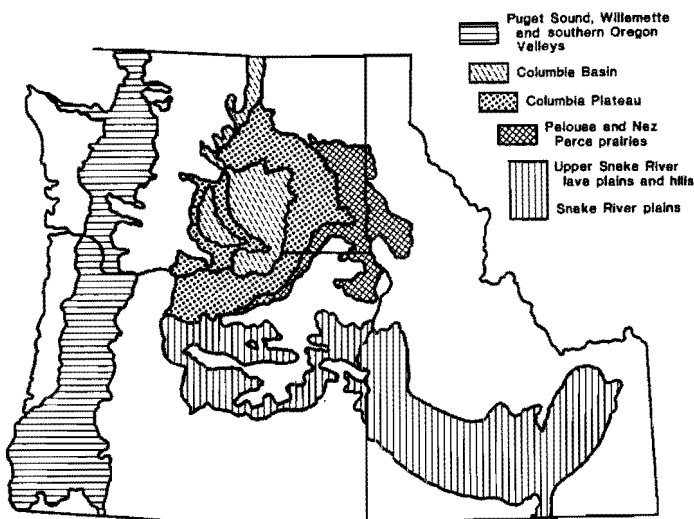 Puget Sound, Willamette
and southern Oregon
Valleys
Columbia Basin
Columbia Plateau
Palouse and Nez
Perce prairies
Upper Snake River
lava plains and hills
Snake River plains